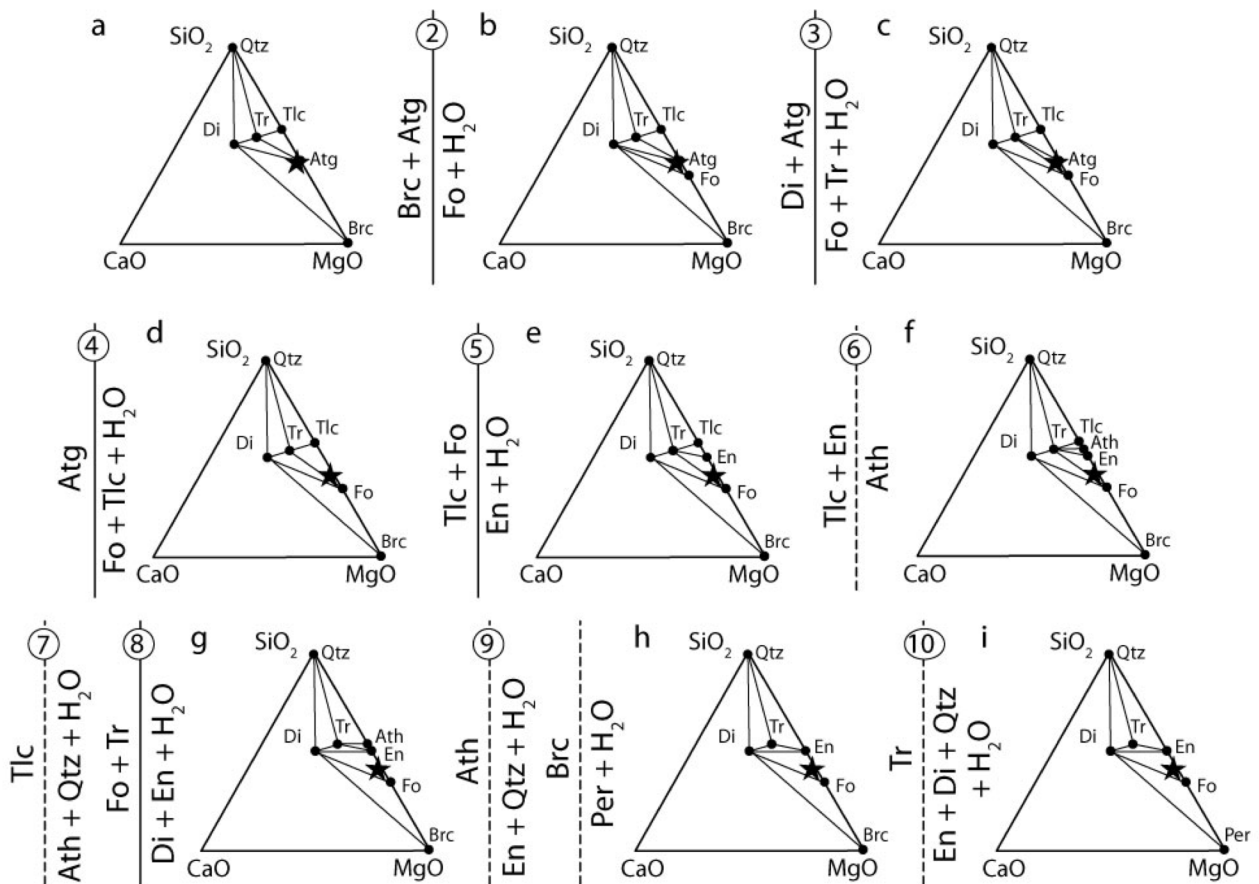 a
SiO2
Qtz
Tlc
Tr
Di
Atg
Brc
CaO
MgO
2
Brc + Atg
Fo + H2O
b
SiO2
Qtz
Tlc
Tr
Di
Atg
Fo
Brc
CaO
MgO
3
Di + Atg
Fo + Tr + H2O
c
SiO2
Qtz
Tlc
Tr
Di
Atg
Fo
Brc
CaO
MgO
4
Atg
Fo + Tlc + H2O
d
SiO2
Qtz
Tlc
Tr
Di
Fo
Brc
CaO
MgO
5
Tlc + Fo
En + H2O
e
SiO2
Qtz
Tlc
Tr
Di
En
Fo
Brc
CaO
MgO
6
Tlc + En
Ath
f
SiO2
Qtz
Tlc
Tr
Ath
Di
En
Fo
Brc
CaO
MgO
7
Tlc
Ath + Qtz + H2O
8
Fo + Tr
Di + En + H2O
g
SiO2
Qtz
Tr
Ath
Di
En
Fo
Brc
CaO
MgO
9
Ath
En + Qtz + H2O
Brc
Per + H2O
h
SiO2
Qtz
Tr
Di
En
Fo
Brc
CaO
MgO
10
Tr
En + Di + Qtz
+ H2O
i
SiO2
Qtz
Tr
Di
En
Fo
Per
CaO
MgO